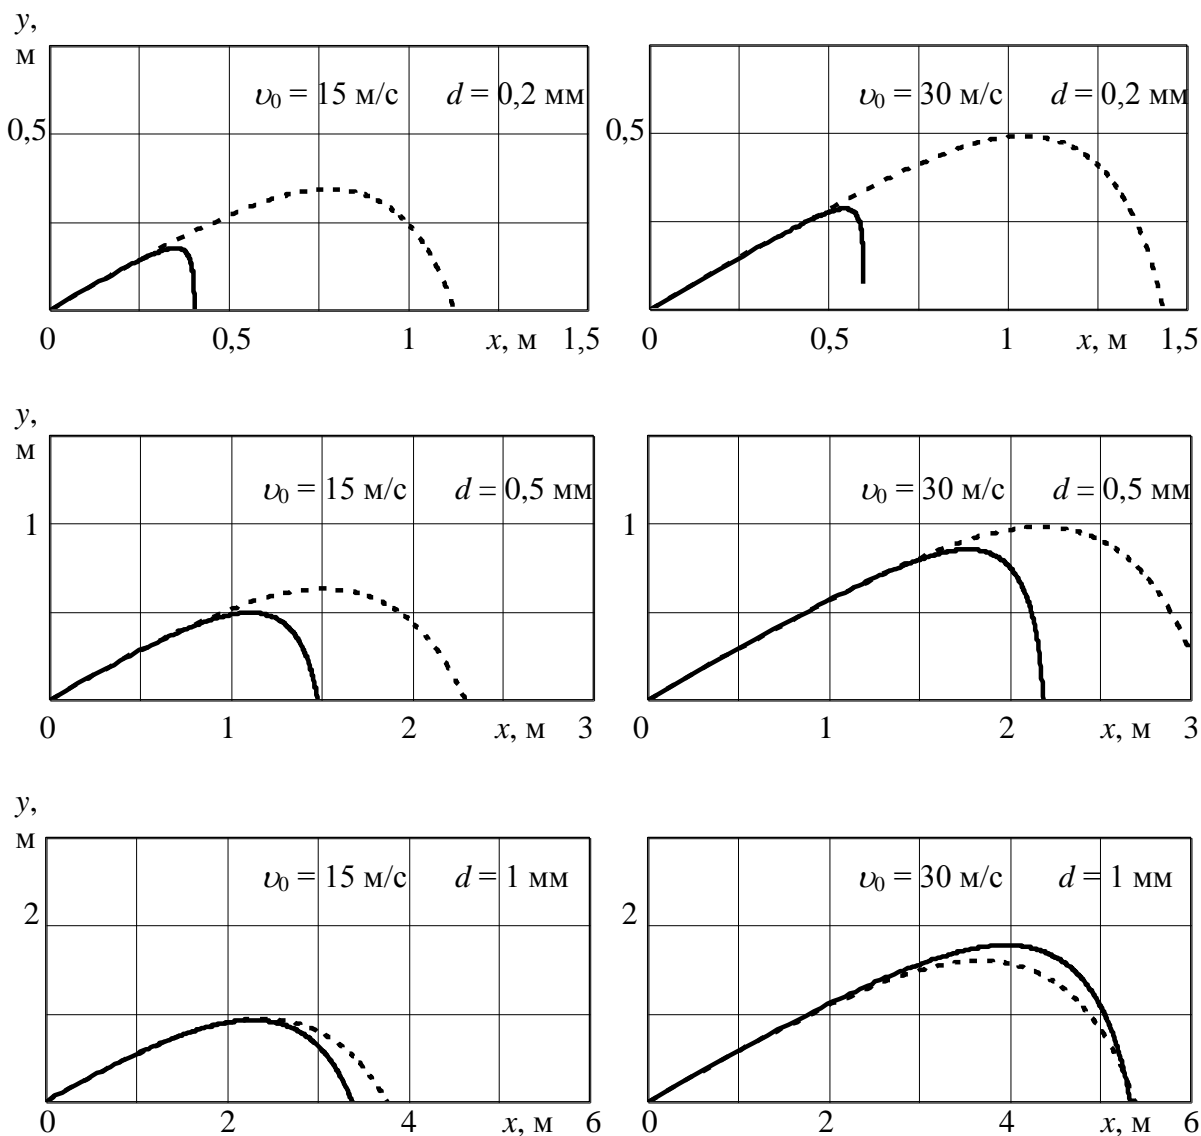 y,
м
υ0 = 15 м/с d = 0,2 мм
0,5
0 0,5 1 x, м 1,5
υ0 = 30 м/с d = 0,2 мм
0,5
0 0,5 1 x, м 1,5
y,
м
υ0 = 15 м/с d = 0,5 мм
1
0 1 2 x, м 3
υ0 = 30 м/с d = 0,5 мм
1
0 1 2 x, м 3
y,
м
υ0 = 15 м/с d = 1 мм
2
0 2 4 x, м 6
υ0 = 30 м/с d = 1 мм
2
0 2 4 x, м 6